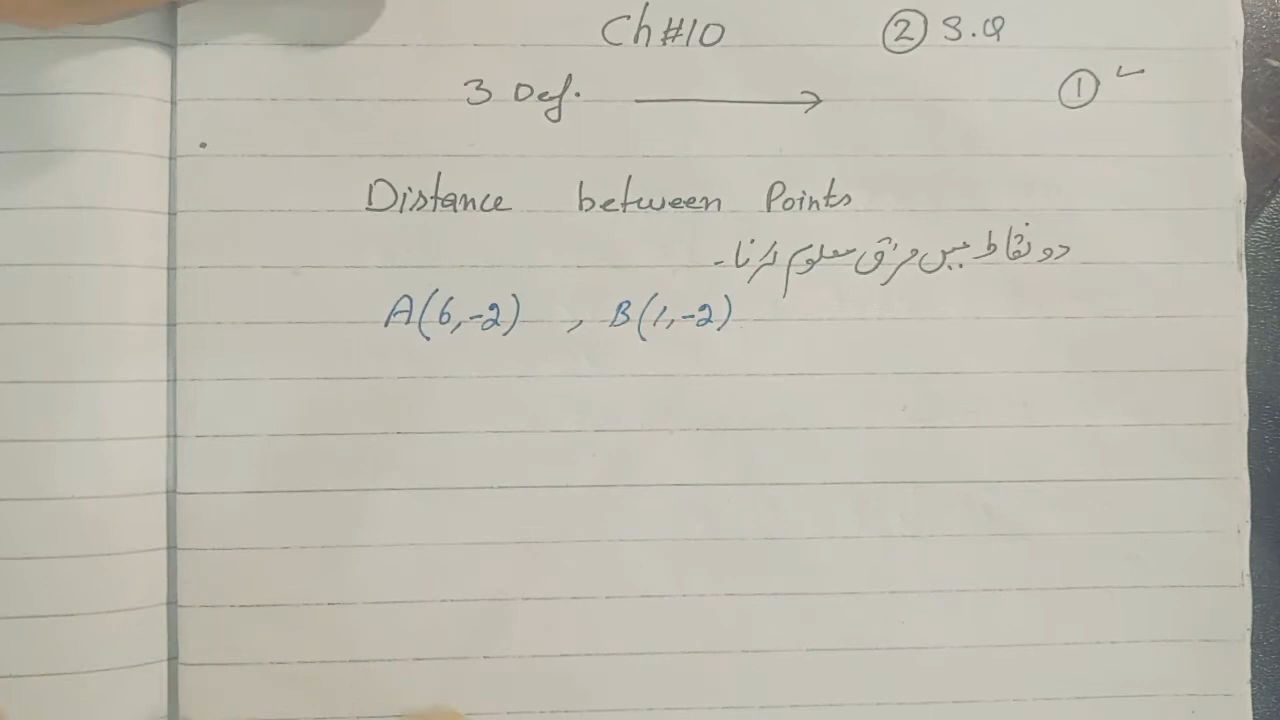 Ch#10 ② S.Q
3 Def. → ① ✓
Distance between Points
دو نقاط میں فرق معلوم کرنا۔
A(6,-2) , B(1,-2)